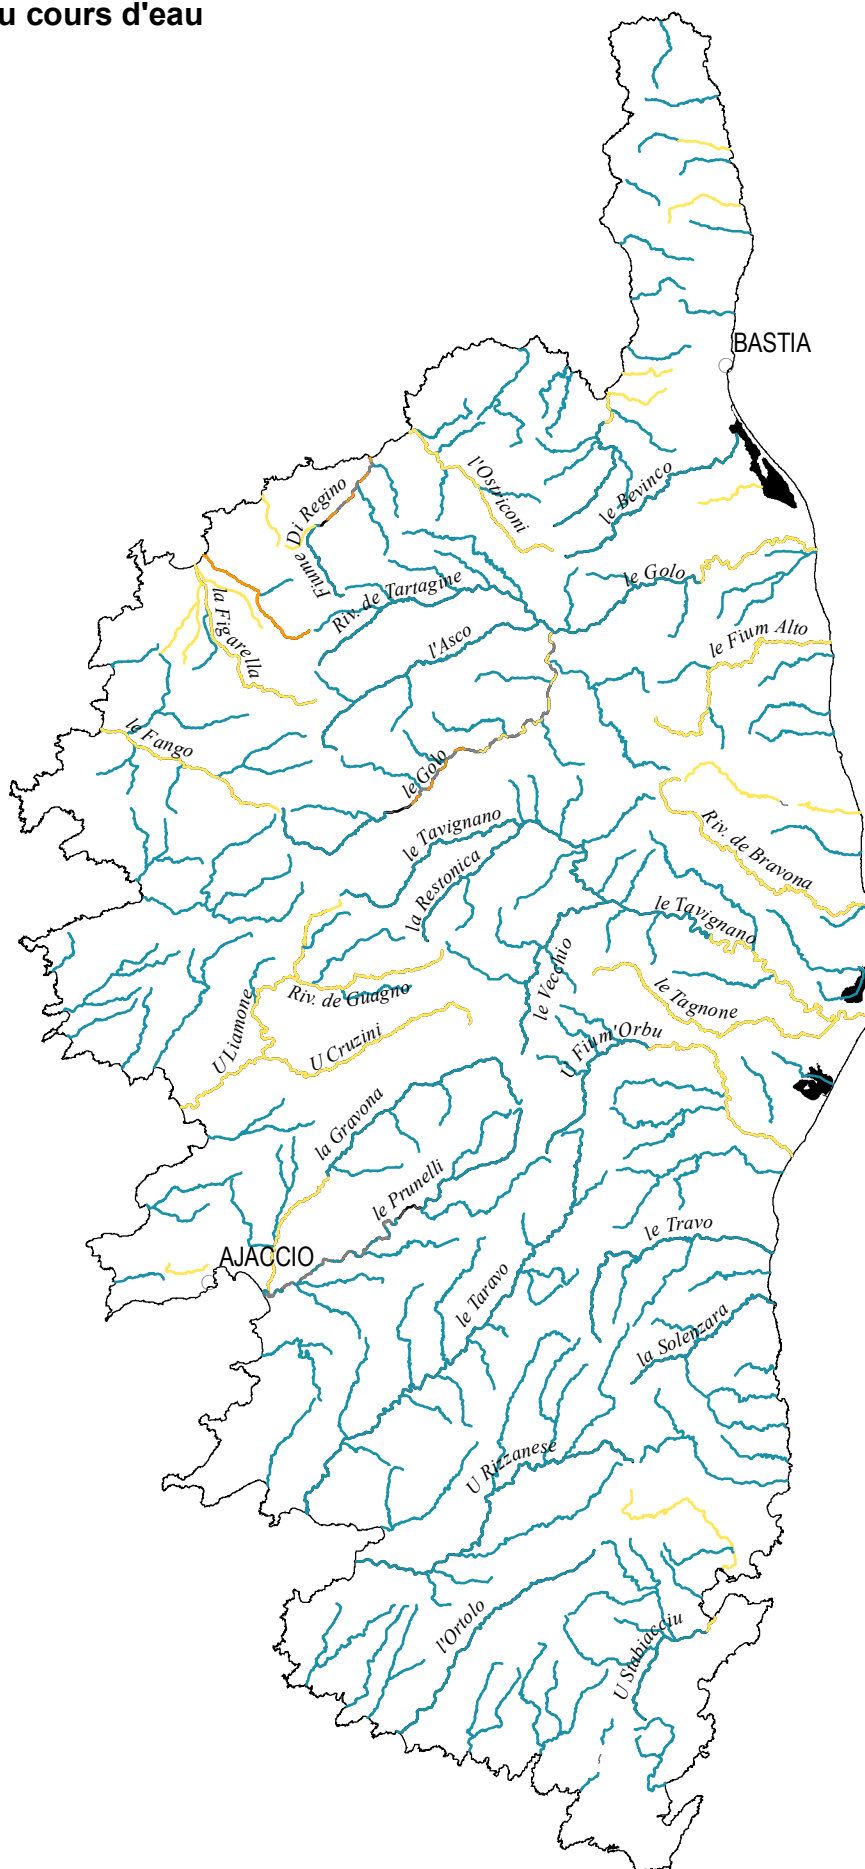 u cours d'eau
BASTIA
l'Ostriconi
Fiume Di Regino
le Bevinco
le Golo
Riv. de Tartagine
la Figarella
l'Asco
le Fium Alto
le Fango
le Golo
le Tavignano
Riv. de Bravona
la Restonica
le Tavignano
le Vecchio
Riv. de Guagno
le Tagnone
U Liamone
U Cruzini
U Fium'Orbu
la Gravona
le Prunelli
le Travo
AJACCIO
le Taravo
la Solenzara
U Rizzanese
l'Ortolo
U Stabiacciu